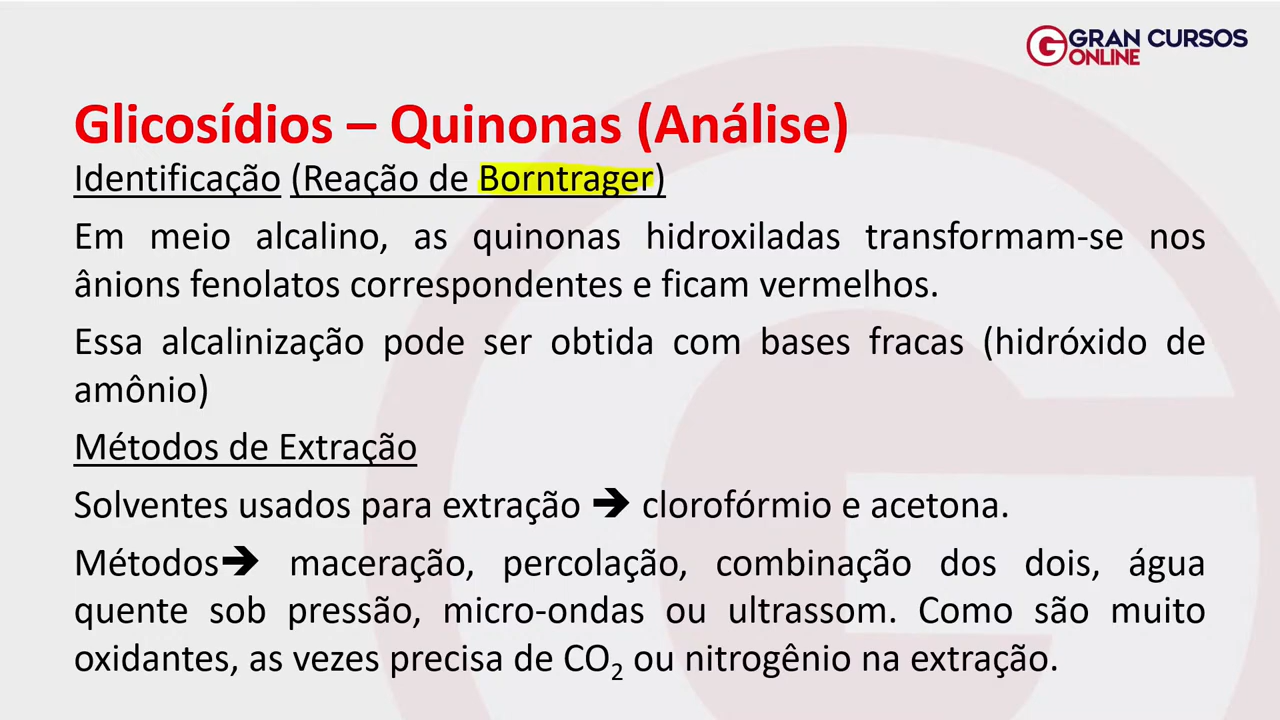 GRAN CURSOS
ONLINE
Glicosídios – Quinonas (Análise)
Identificação (Reação de Borntrager)
Em meio alcalino, as quinonas hidroxiladas transformam-se nos
ânions fenolatos correspondentes e ficam vermelhos.
Essa alcalinização pode ser obtida com bases fracas (hidróxido de
amônio)
Métodos de Extração
Solventes usados para extração ➔ clorofórmio e acetona.
Métodos➔ maceração, percolação, combinação dos dois, água
quente sob pressão, micro-ondas ou ultrassom. Como são muito
oxidantes, as vezes precisa de CO₂ ou nitrogênio na extração.